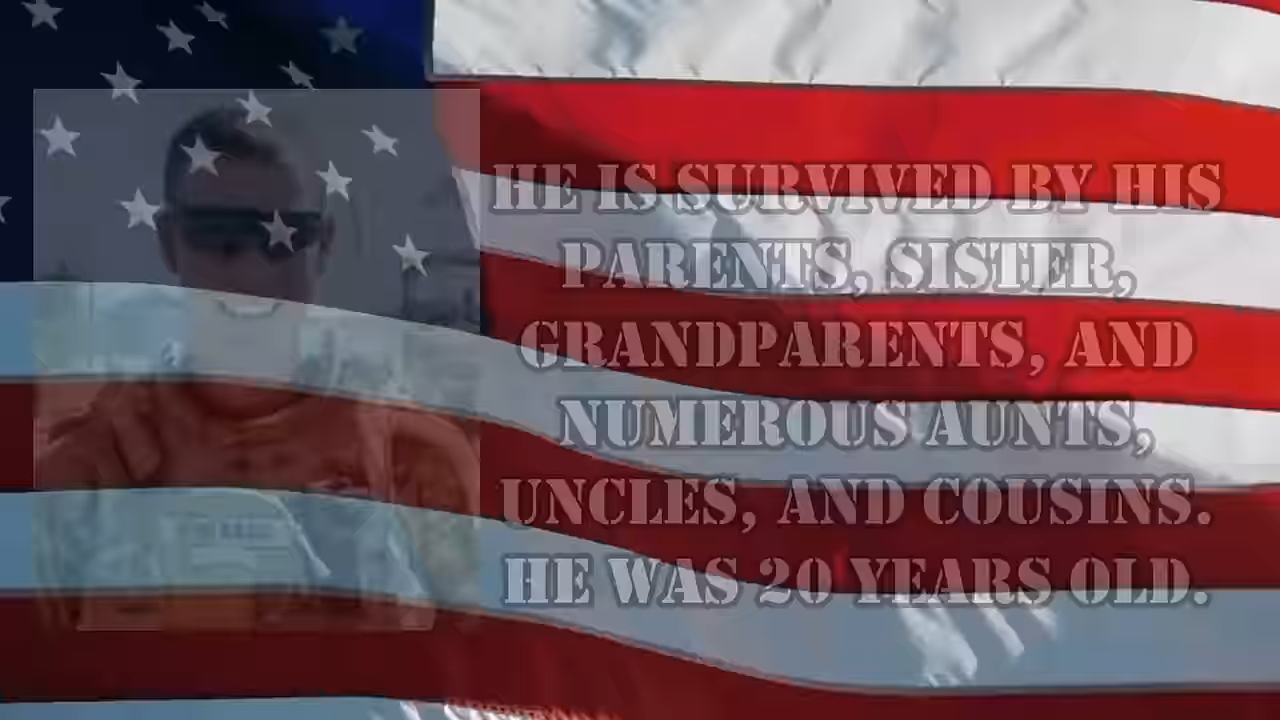 HE IS SURVIVED BY HIS
PARENTS, SISTER,
GRANDPARENTS, AND
NUMEROUS AUNTS,
UNCLES, AND COUSINS.
HE WAS 20 YEARS OLD.